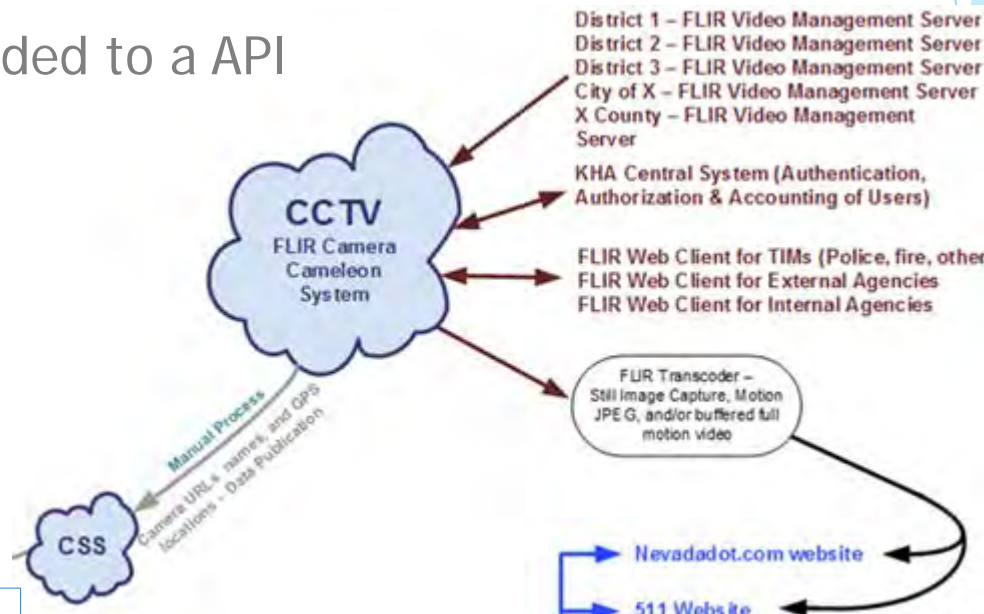 ded to a API
District 1 – FLIR Video Management Server
District 2 – FLIR Video Management Server
District 3 – FLIR Video Management Server
City of X – FLIR Video Management Server
X County – FLIR Video Management
Server
KHA Central System (Authentication,
Authorization & Accounting of Users)
FLIR Web Client for TIMs (Police, fire, other
FLIR Web Client for External Agencies
FLIR Web Client for Internal Agencies
CCTV
FLIR Camera
Cameleon
System
FLIR Transcoder –
Still Image Capture, Motion
JPEG, and/or buffered full
motion video
Manual Process
Camera URLs, names, and GPS
locations - Data Publication
CSS
Nevadadot.com website
511 Website